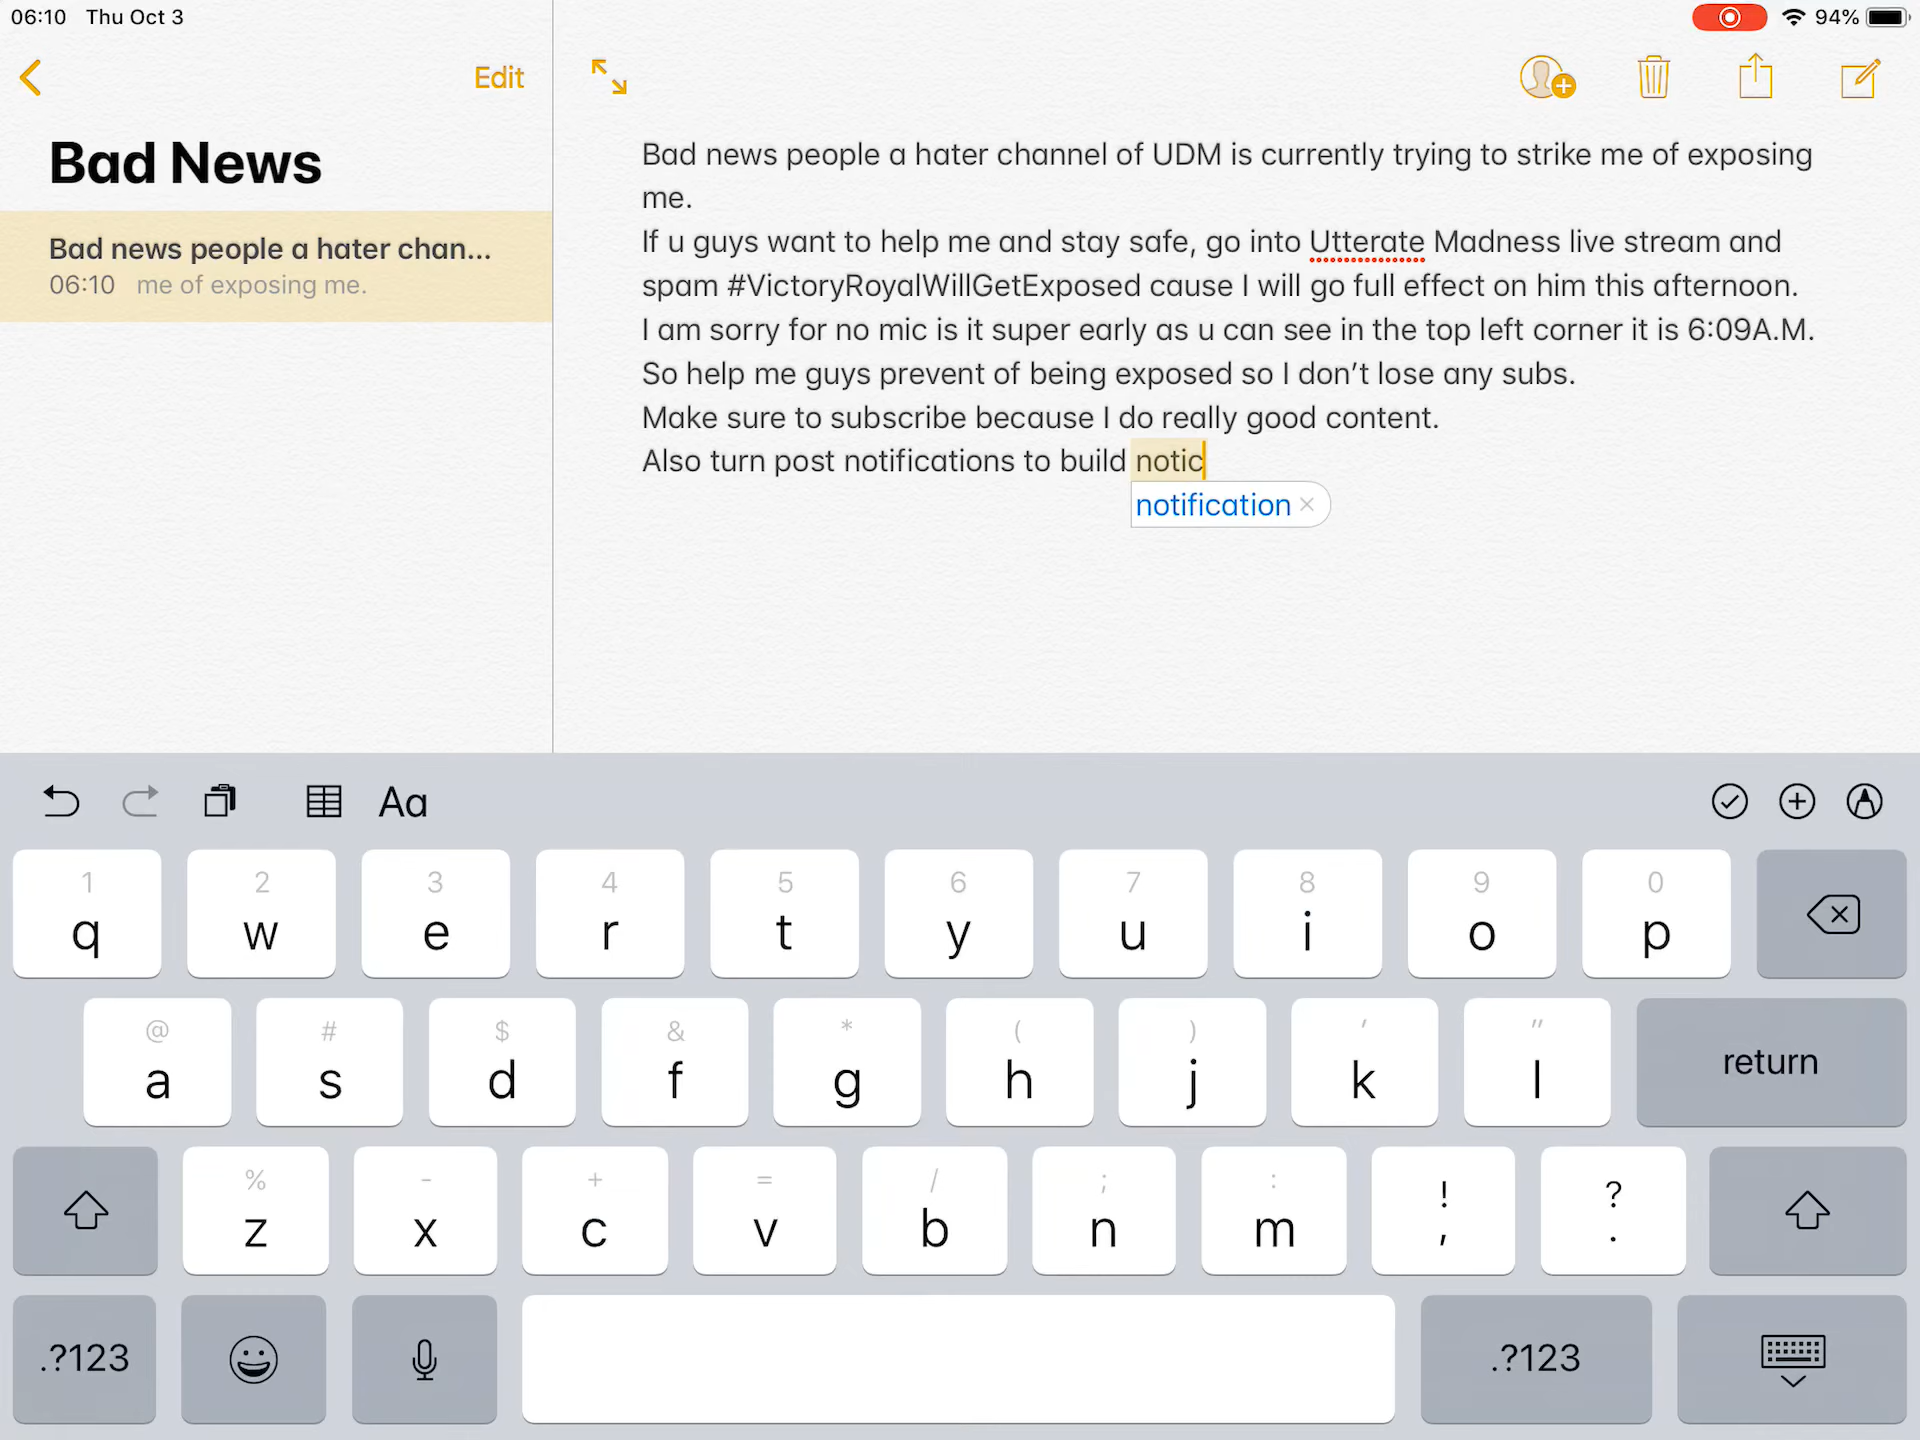 06:10 Thu Oct 3
94%
Edit
Bad News
Bad news people a hater chan...
06:10 me of exposing me.
Bad news people a hater channel of UDM is currently trying to strike me of exposing
me.
If u guys want to help me and stay safe, go into Utterate Madness live stream and
spam #VictoryRoyalWillGetExposed cause I will go full effect on him this afternoon.
I am sorry for no mic is it super early as u can see in the top left corner it is 6:09A.M.
So help me guys prevent of being exposed so I don’t lose any subs.
Make sure to subscribe because I do really good content.
Also turn post notifications to build notic
notification ×
Aa
1 2 3 4 5 6 7 8 9 0
q w e r t y u i o p
@ # $ & * ( ) ' "
a s d f g h j k l return
% - + = / ; : ! ?
z x c v b n m , .
.?123 .?123